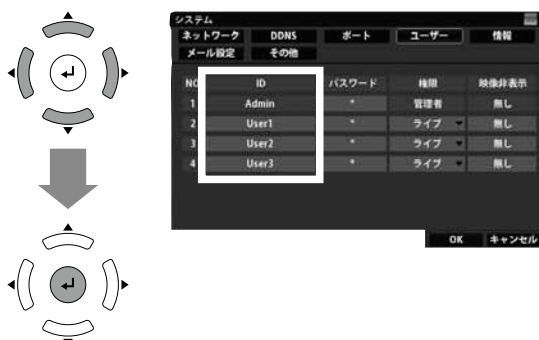 システム
ネットワーク DDNS ポート ユーザー 情報
メール設定 その他
NO ID パスワード 権限 映像非表示
1 Admin * 管理者 無し
2 User1 * ライブ 無し
3 User2 * ライブ 無し
4 User3 * ライブ 無し
OK キャンセル